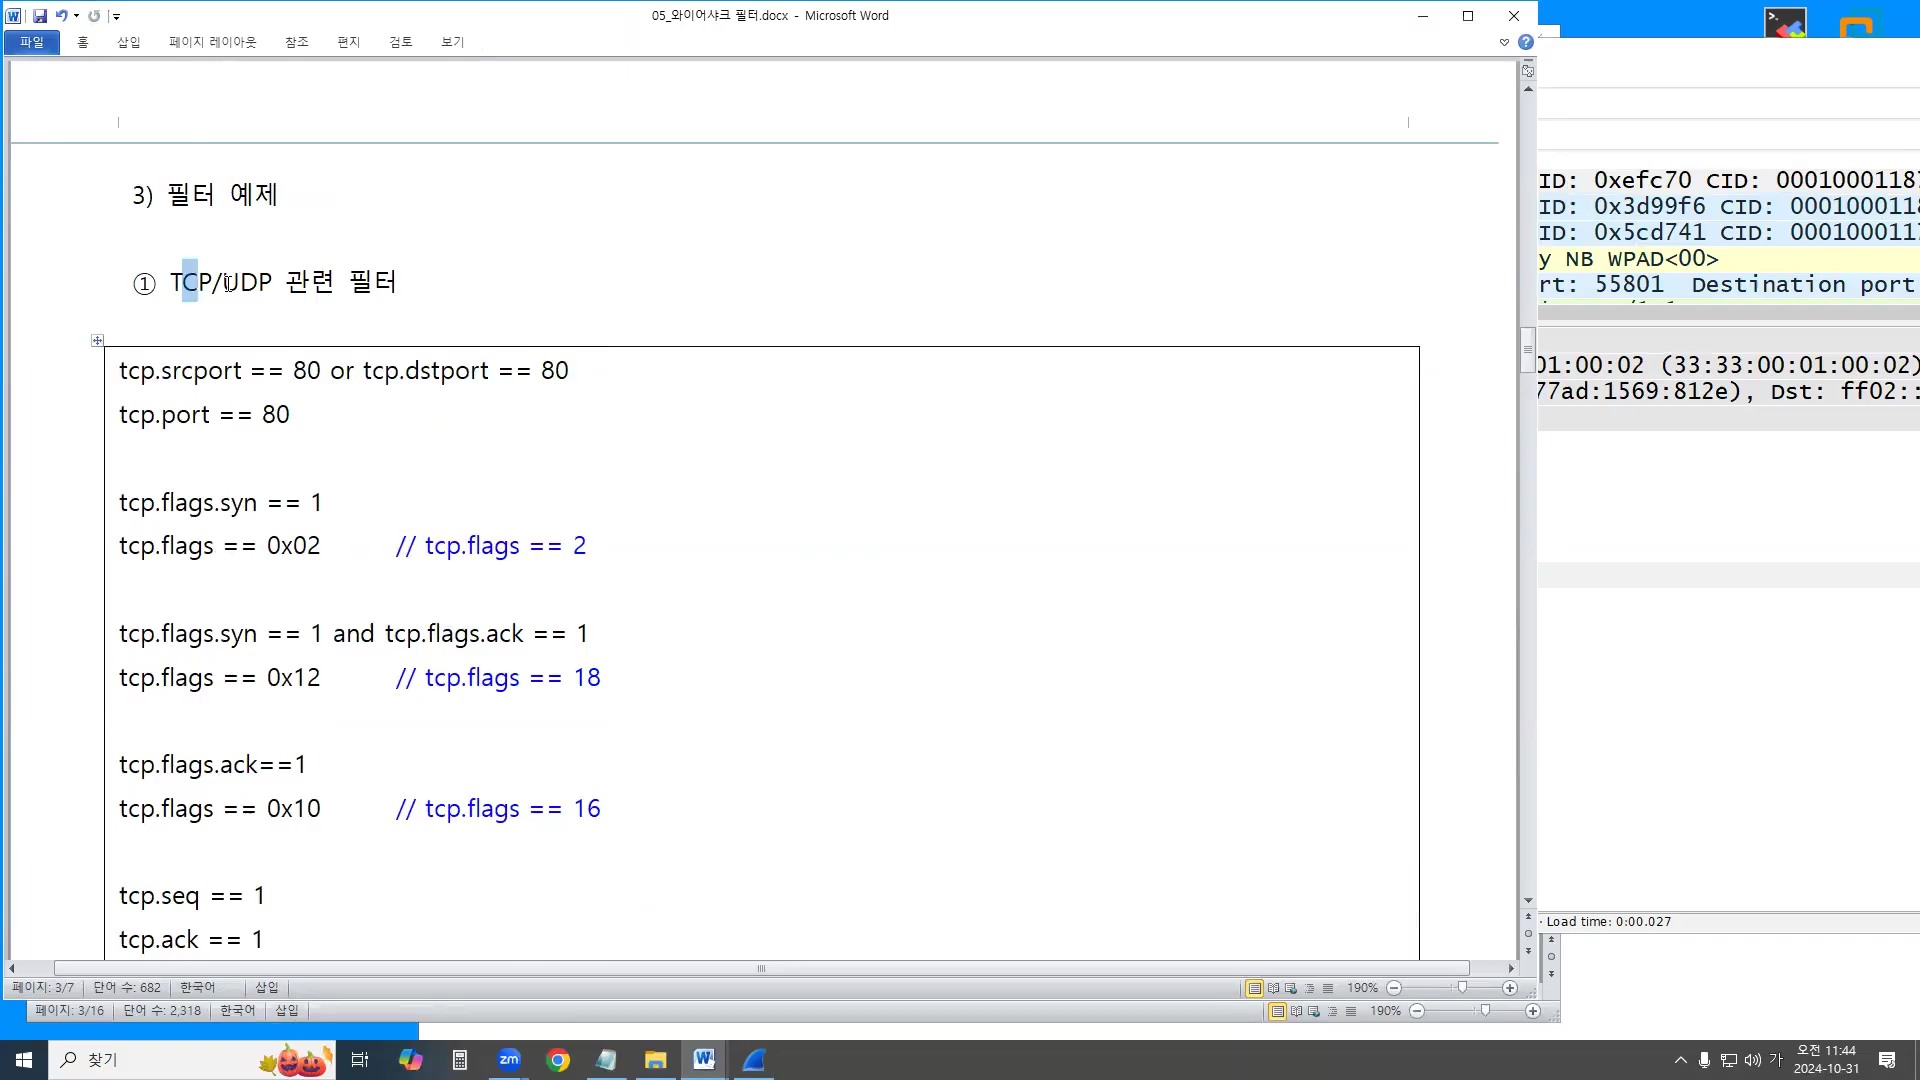 05_와이어샤크 필터.docx - Microsoft Word
파일 홈 삽입 페이지 레이아웃 참조 편지 검토 보기
3) 필터 예제
① TCP/UDP 관련 필터
tcp.srcport == 80 or tcp.dstport == 80
tcp.port == 80
tcp.flags.syn == 1
tcp.flags == 0x02 // tcp.flags == 2
tcp.flags.syn == 1 and tcp.flags.ack == 1
tcp.flags == 0x12 // tcp.flags == 18
tcp.flags.ack==1
tcp.flags == 0x10 // tcp.flags == 16
tcp.seq == 1
tcp.ack == 1
ID: 0xefc70 CID: 0001000118
ID: 0x3d99f6 CID: 000100011
ID: 0x5cd741 CID: 000100011
y NB WPAD<00>
rt: 55801 Destination port
01:00:02 (33:33:00:01:00:02)
77ad:1569:812e), Dst: ff02::
· Load time: 0:00.027
페이지: 3/7 단어 수: 682 한국어 삽입 190%
페이지: 3/16 단어 수: 2,318 한국어 삽입 190%
찾기
zm
가
오전 11:44
2024-10-31